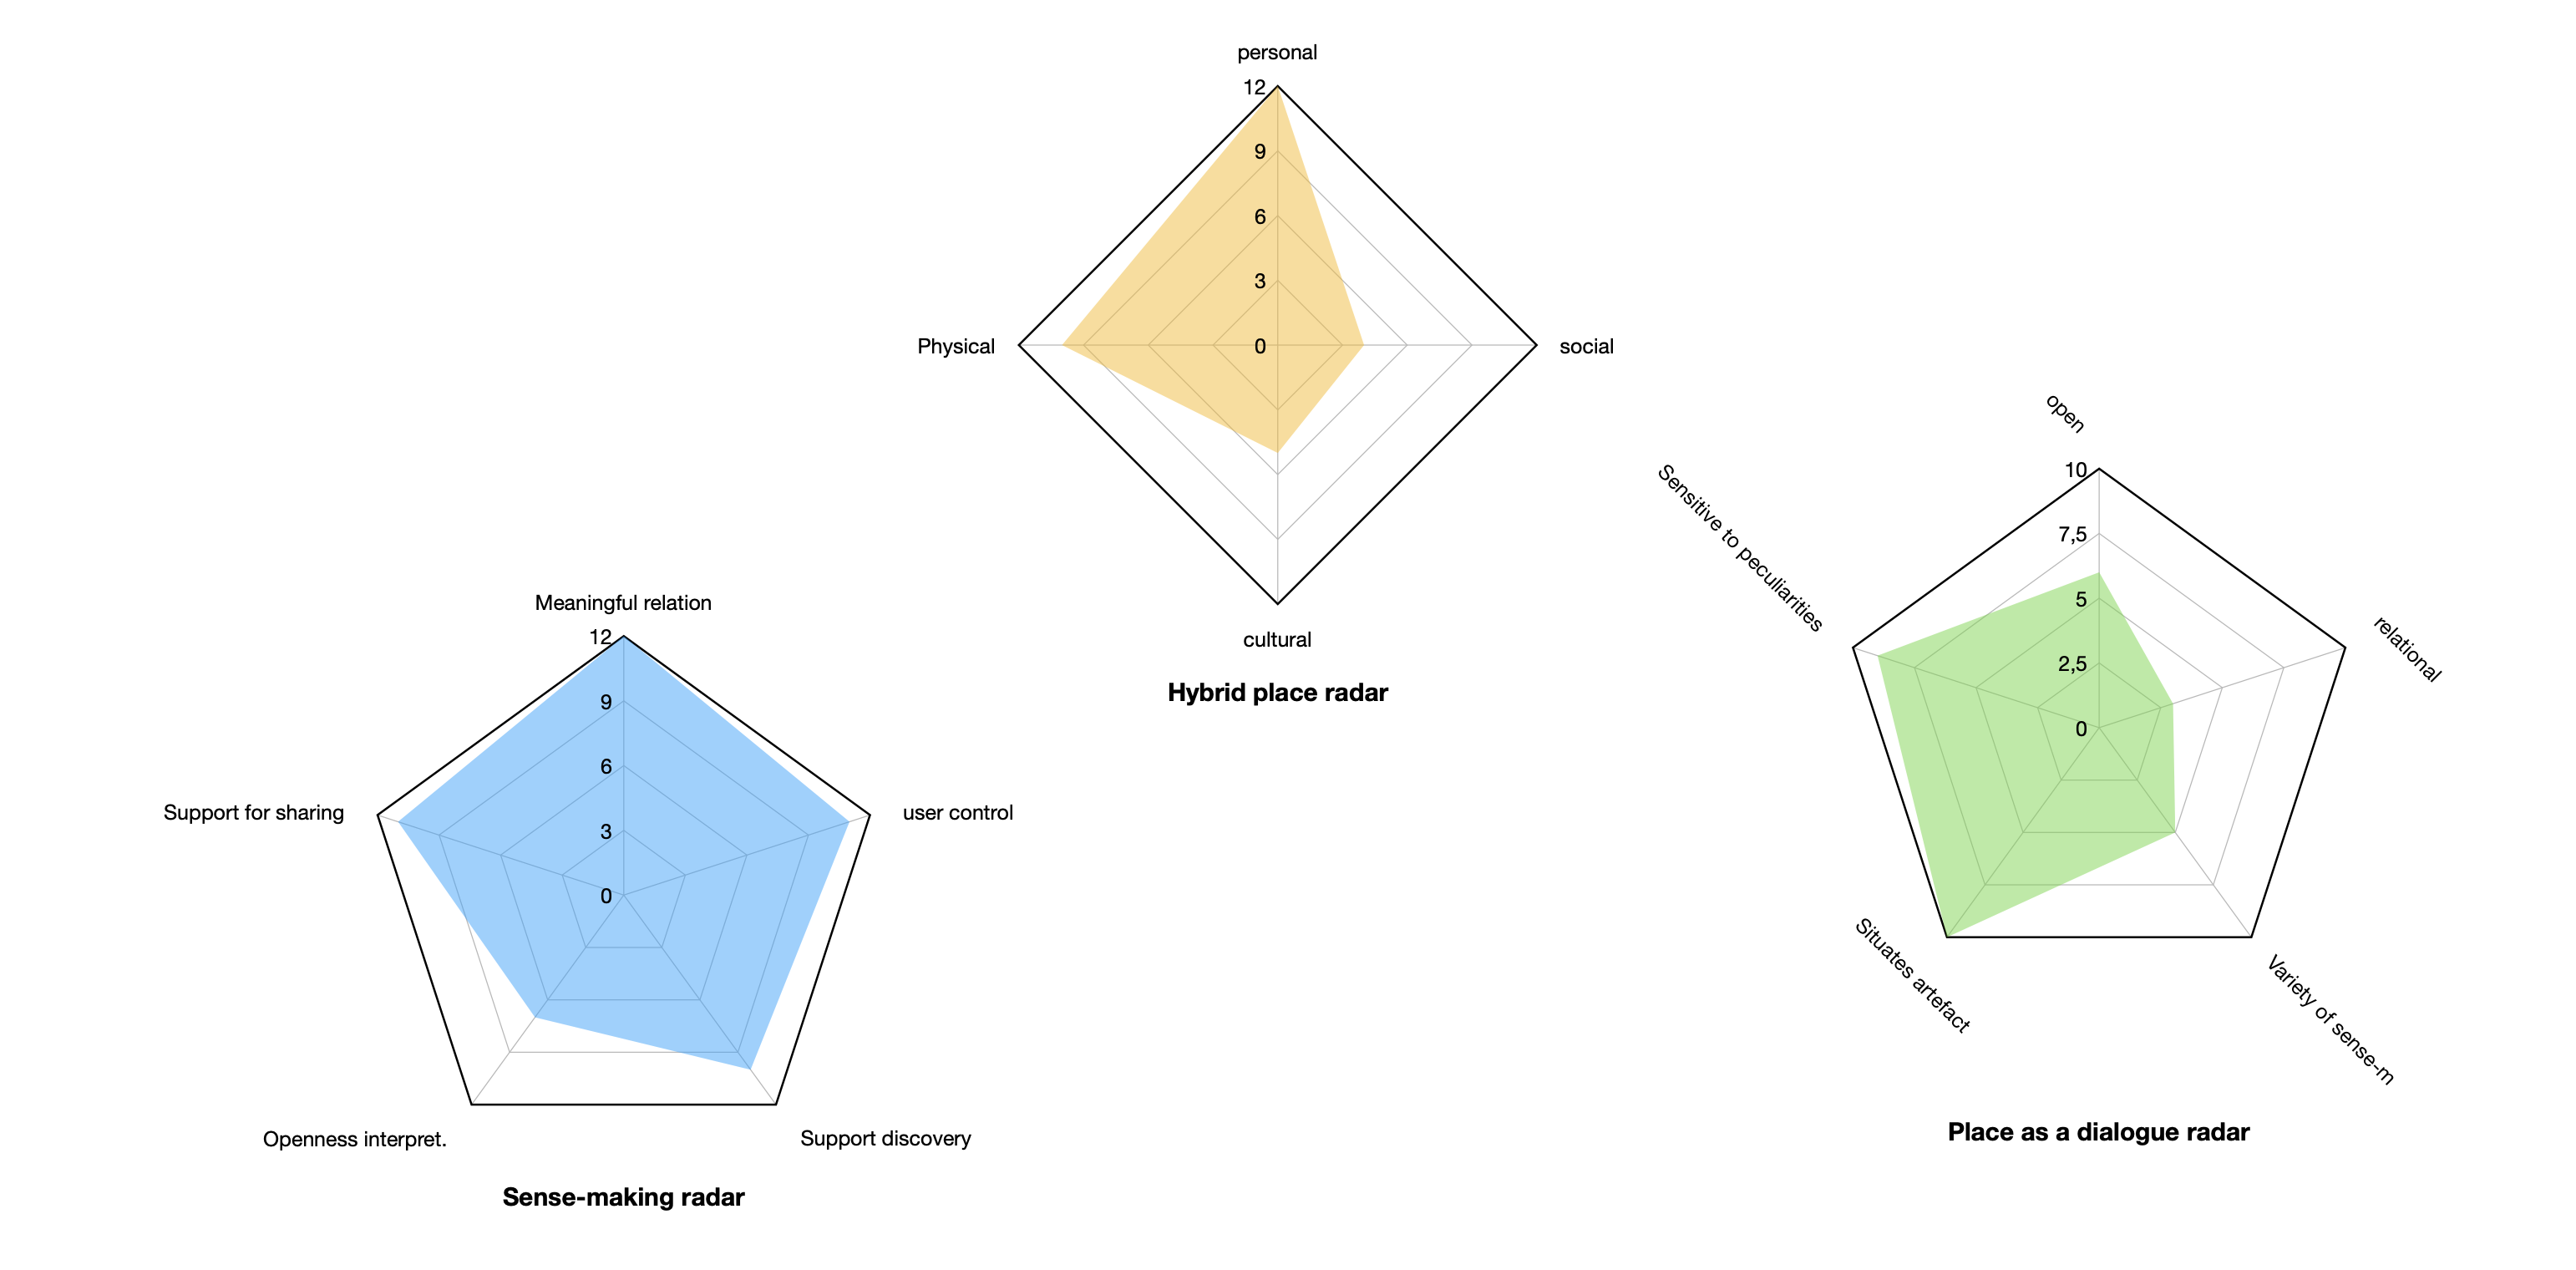 personal
12
9
6
3
0
Physical
social
cultural
Hybrid place radar
Meaningful relation
12
9
6
3
0
Support for sharing
user control
Openness interpret.
Support discovery
Sense-making radar
open
10
7,5
5
2,5
0
Sensitive to peculiarities
relational
Situates artefact
Variety of sense-m
Place as a dialogue radar